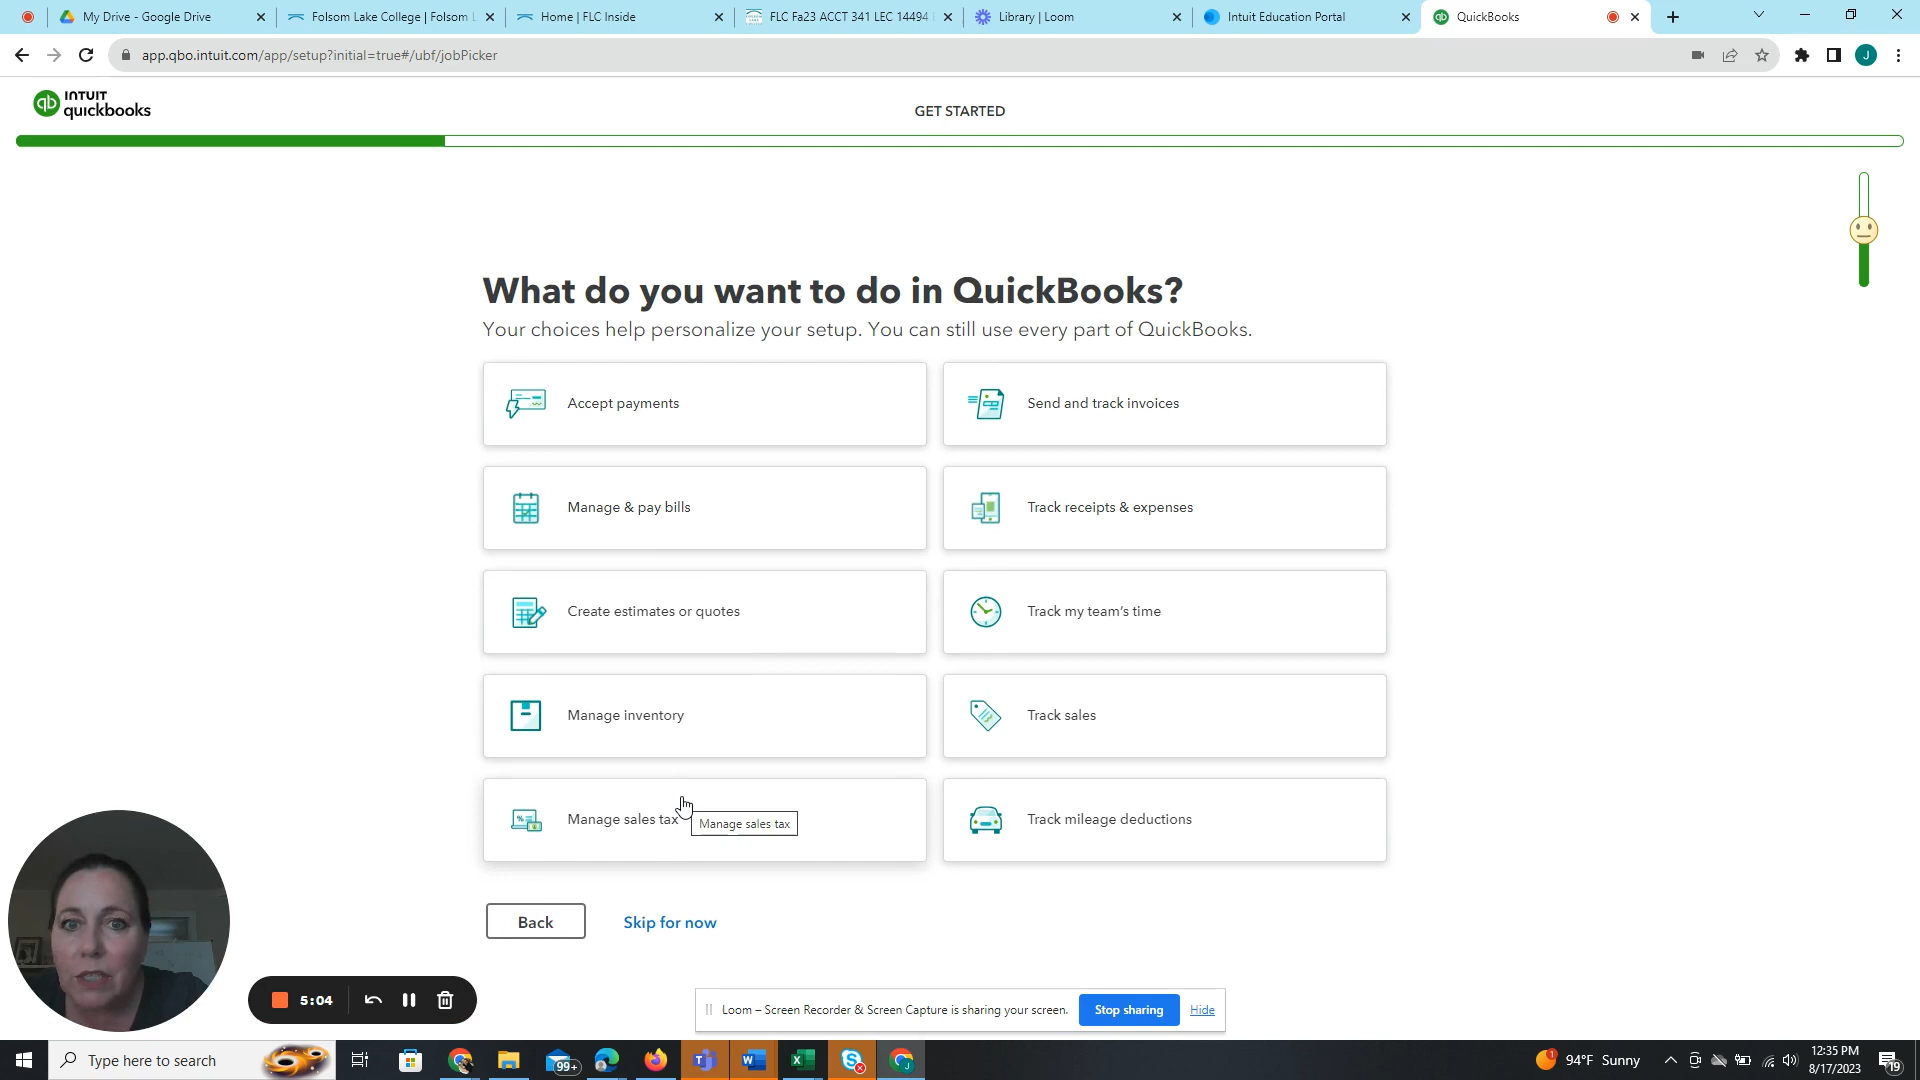 My Drive - Google Drive
Folsom Lake College | Folsom L
Home | FLC Inside
FLC Fa23 ACCT 341 LEC 14494
Library | Loom
Intuit Education Portal
qb
QuickBooks
app.qbo.intuit.com/app/setup?initial=true#/ubf/jobPicker
J
qb INTUIT
quickbooks
GET STARTED
What do you want to do in QuickBooks?
Your choices help personalize your setup. You can still use every part of QuickBooks.
Accept payments
Send and track invoices
Manage & pay bills
Track receipts & expenses
Create estimates or quotes
Track my team's time
Manage inventory
Track sales
Manage sales tax
Manage sales tax
Track mileage deductions
Back
Skip for now
5:04
Loom – Screen Recorder & Screen Capture is sharing your screen.
Stop sharing
Hide
Type here to search
99+
94°F Sunny
12:35 PM
8/17/2023
19